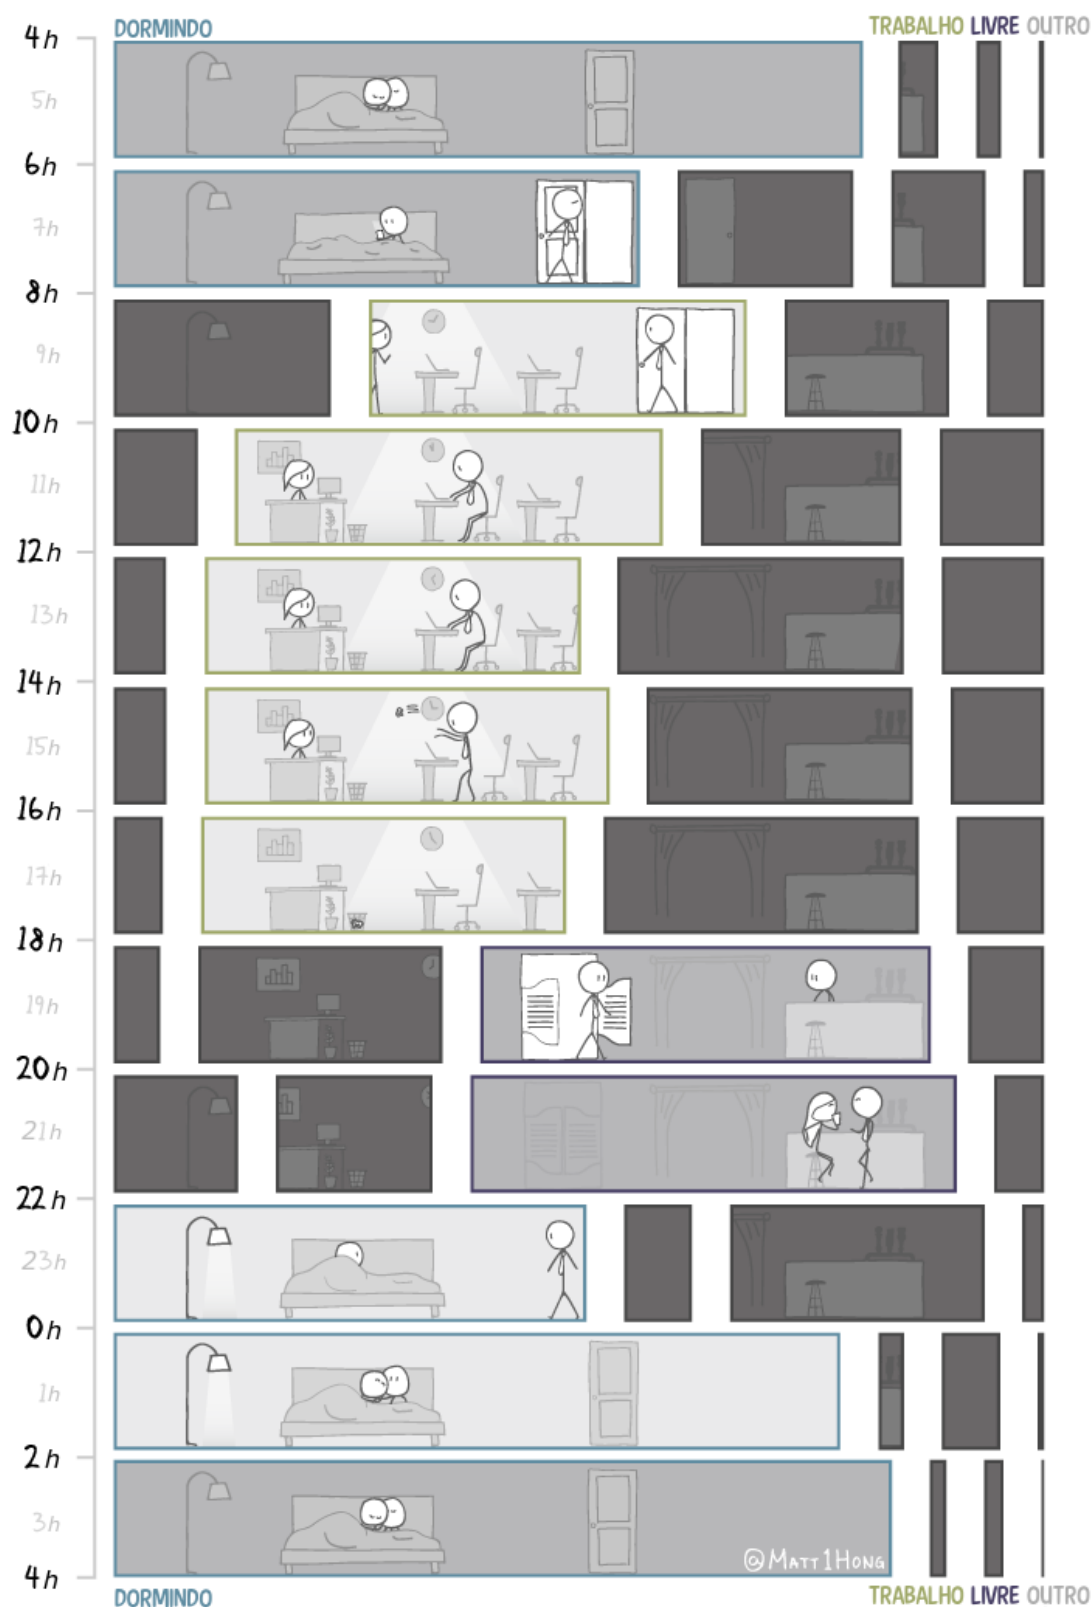 DORMINDO TRABALHO LIVRE OUTRO
4h
5h
6h
7h
8h
9h
10h
11h
12h
13h
14h
15h
16h
17h
18h
19h
20h
21h
22h
23h
0h
1h
2h
3h
@MATT1HONG
4h
DORMINDO TRABALHO LIVRE OUTRO